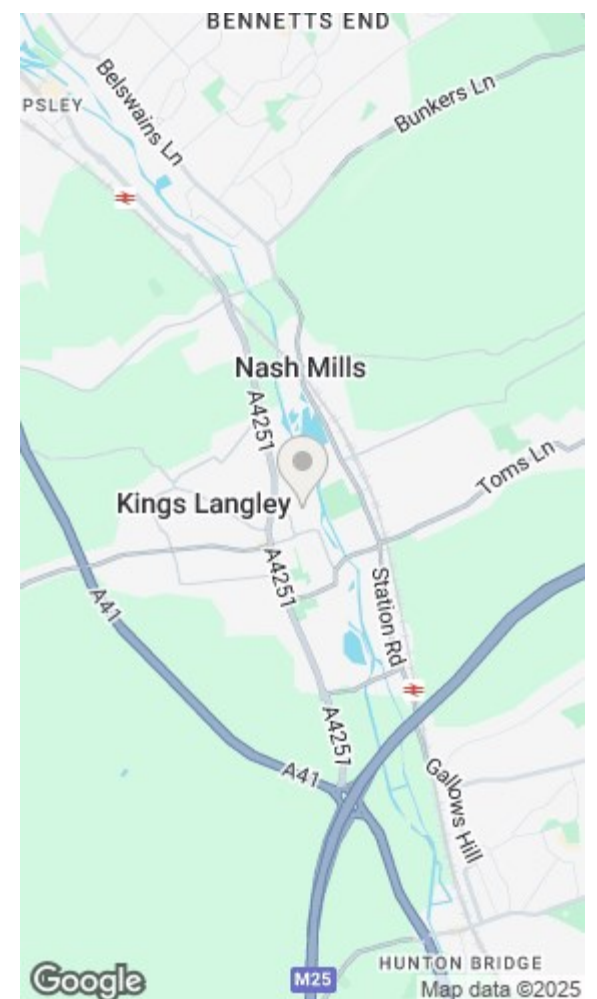 BENNETTS END
PSLEY
Belswains Ln
Bunkers Ln
Nash Mills
A4251
Toms Ln
Kings Langley
A4251
Station Rd
A41
A4251
A41
Gallows Hill
HUNTON BRIDGE
M25
Google
Map data ©2025